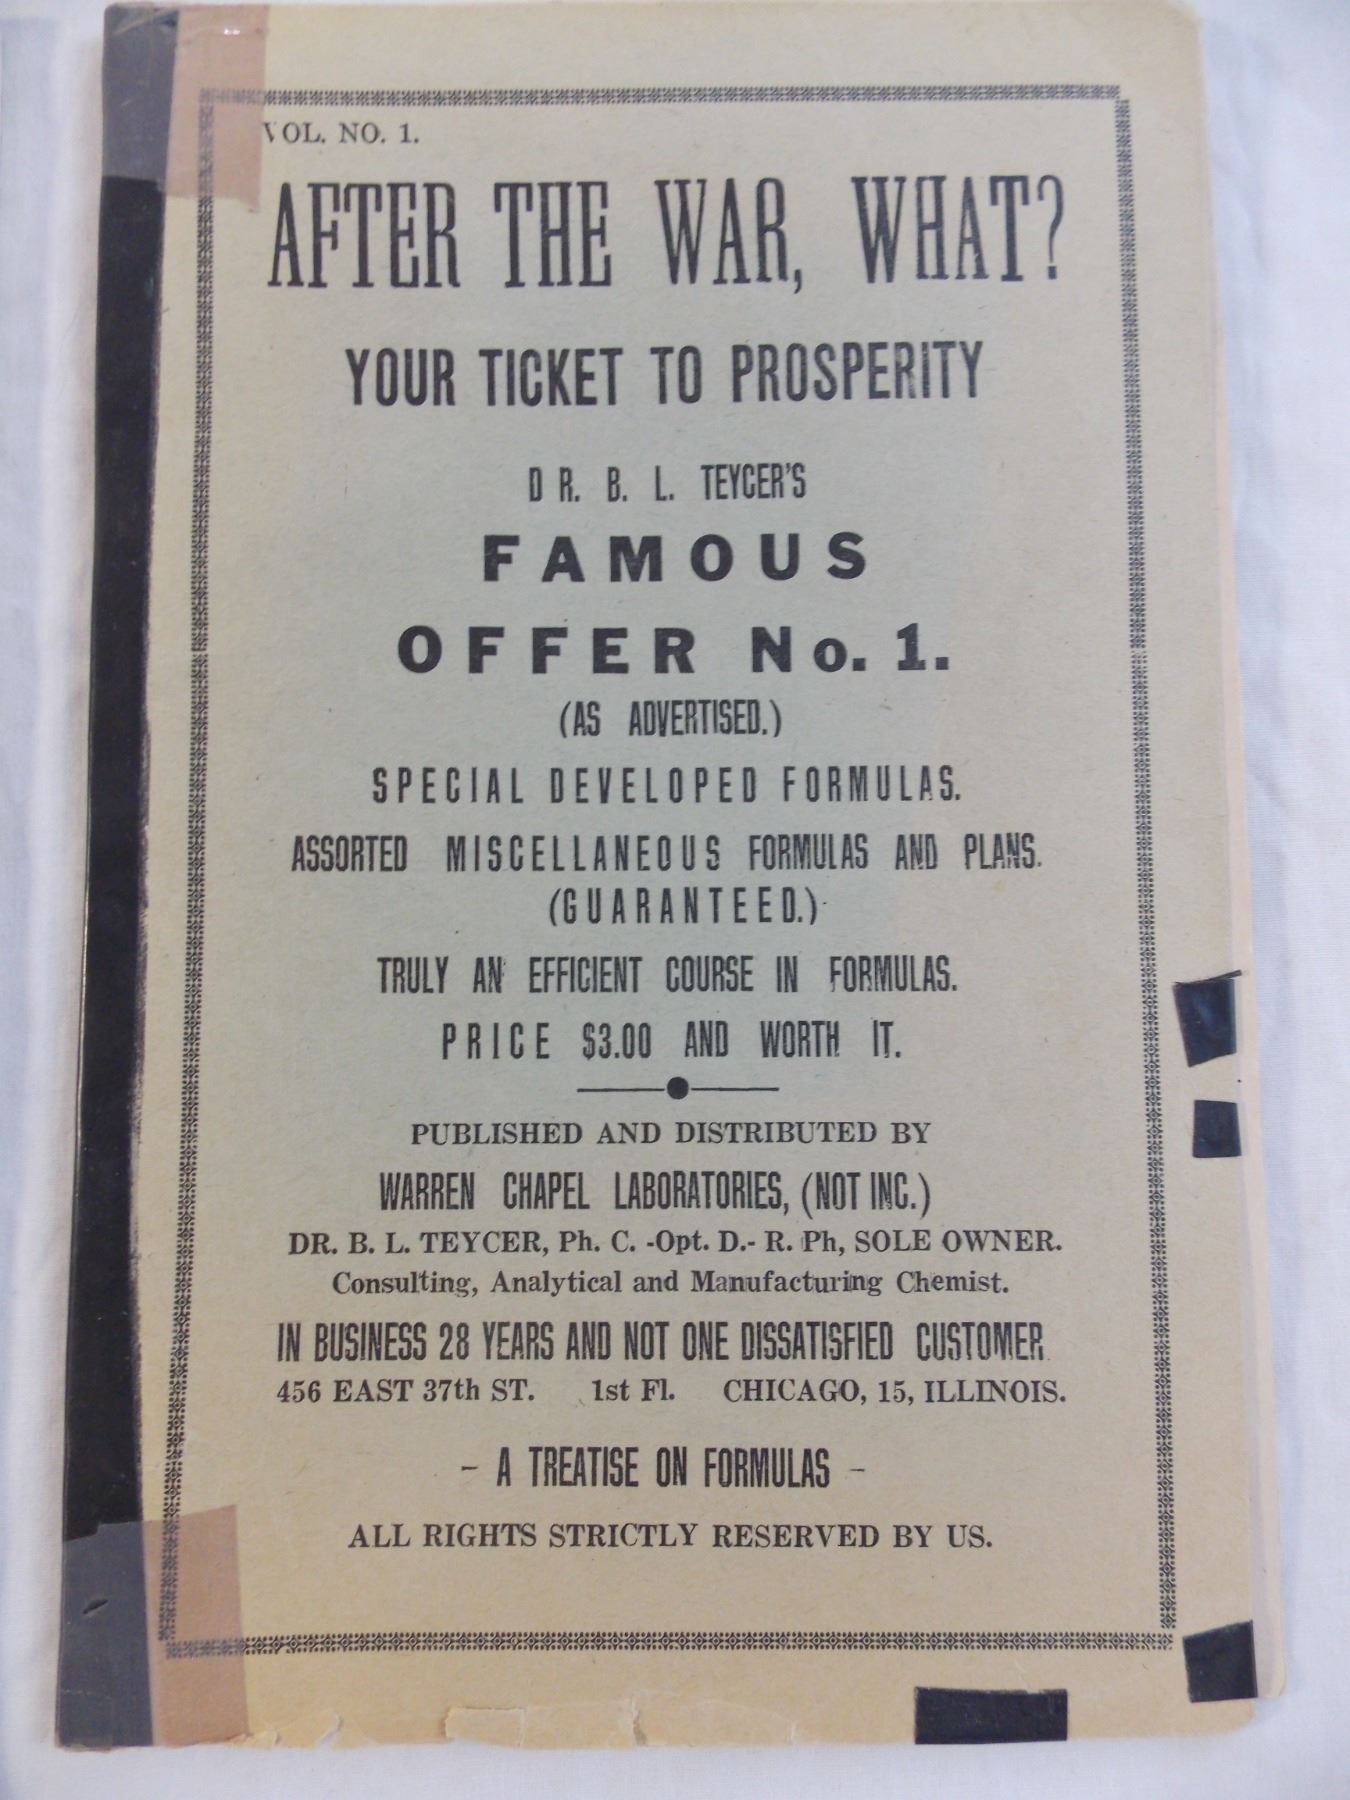 VOL. NO. 1.
AFTER THE WAR, WHAT?
YOUR TICKET TO PROSPERITY
DR. B. L. TEYCER'S
FAMOUS
OFFER No. 1.
(AS ADVERTISED.)
SPECIAL DEVELOPED FORMULAS.
ASSORTED MISCELLANEOUS FORMULAS AND PLANS.
(GUARANTEED.)
TRULY AN EFFICIENT COURSE IN FORMULAS.
PRICE $3.00 AND WORTH IT.
PUBLISHED AND DISTRIBUTED BY
WARREN CHAPEL LABORATORIES, (NOT INC.)
DR. B. L. TEYCER, Ph. C. -Opt. D.- R. Ph, SOLE OWNER.
Consulting, Analytical and Manufacturing Chemist.
IN BUSINESS 28 YEARS AND NOT ONE DISSATISFIED CUSTOMER.
456 EAST 37th ST. 1st Fl. CHICAGO, 15, ILLINOIS.
- A TREATISE ON FORMULAS -
ALL RIGHTS STRICTLY RESERVED BY US.